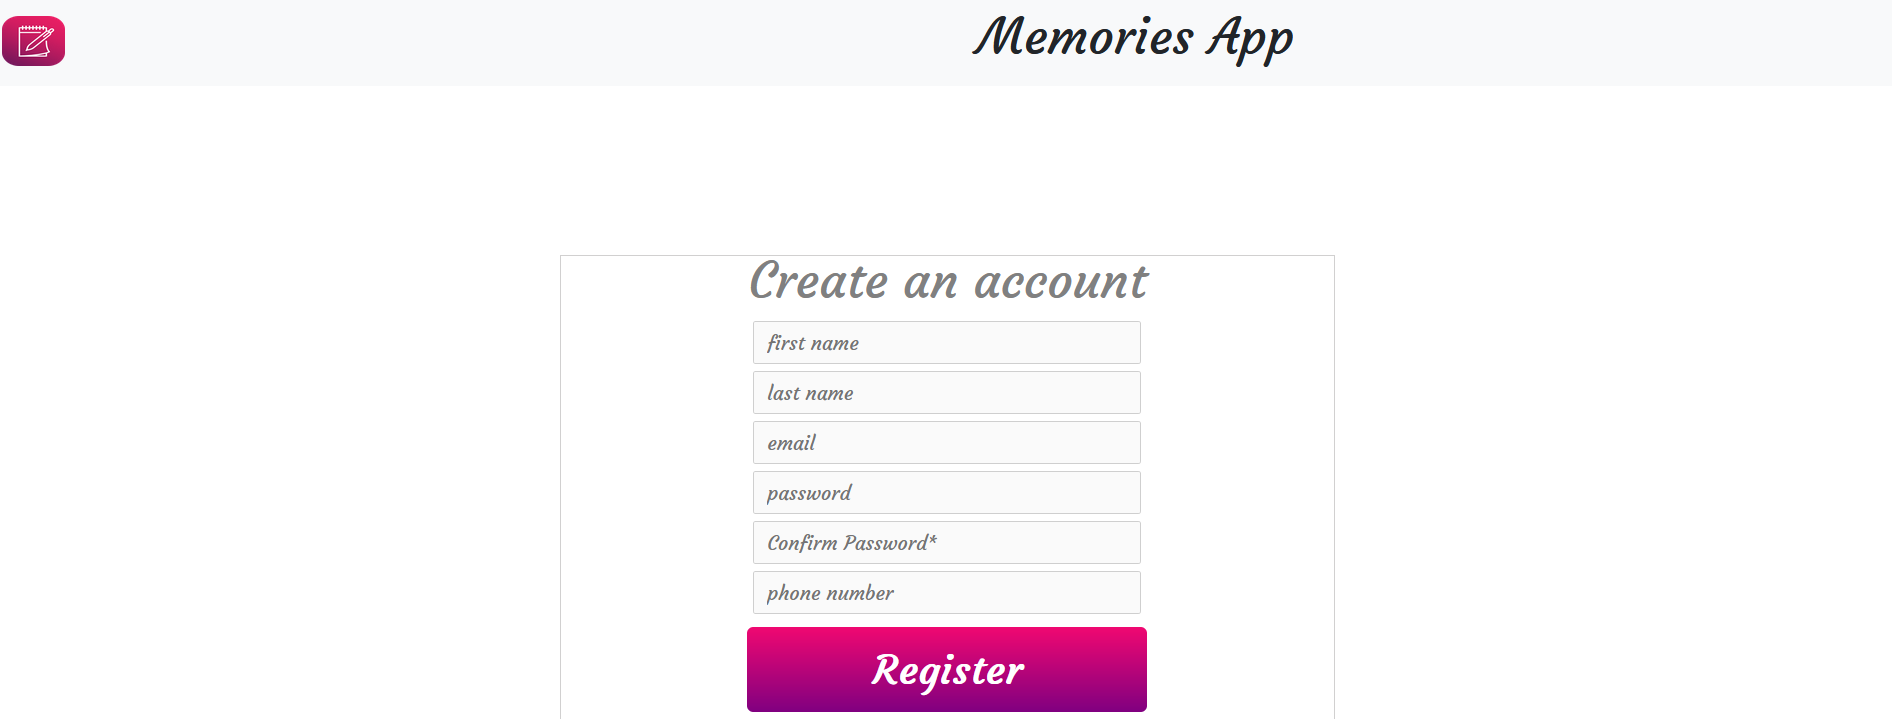 Memories App
Create an account
first name
last name
email
password
Confirm Password*
phone number
Register